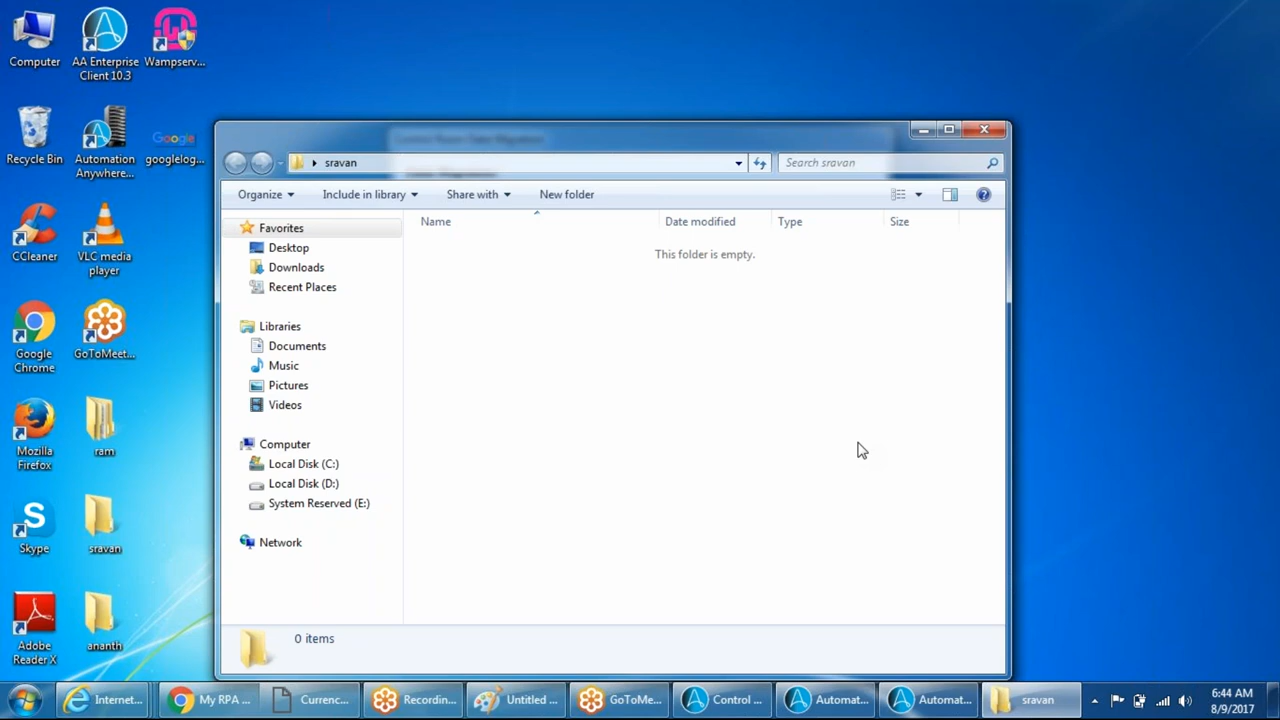 Computer
AA Enterprise
Client 10.3
Wampserv...
Recycle Bin
Automation
Anywhere...
Google
googlelog...
CCleaner
VLC media
player
Google
Chrome
GoToMeet...
Mozilla
Firefox
ram
Skype
sravan
Adobe
Reader X
ananth
sravan
Search sravan
Organize
Include in library
Share with
New folder
Name
Date modified
Type
Size
This folder is empty.
Favorites
Desktop
Downloads
Recent Places
Libraries
Documents
Music
Pictures
Videos
Computer
Local Disk (C:)
Local Disk (D:)
System Reserved (E:)
Network
0 items
Internet...
My RPA ...
Currenc...
Recordin...
Untitled ...
GoToMe...
Control ...
Automat...
Automat...
sravan
6:44 AM
8/9/2017